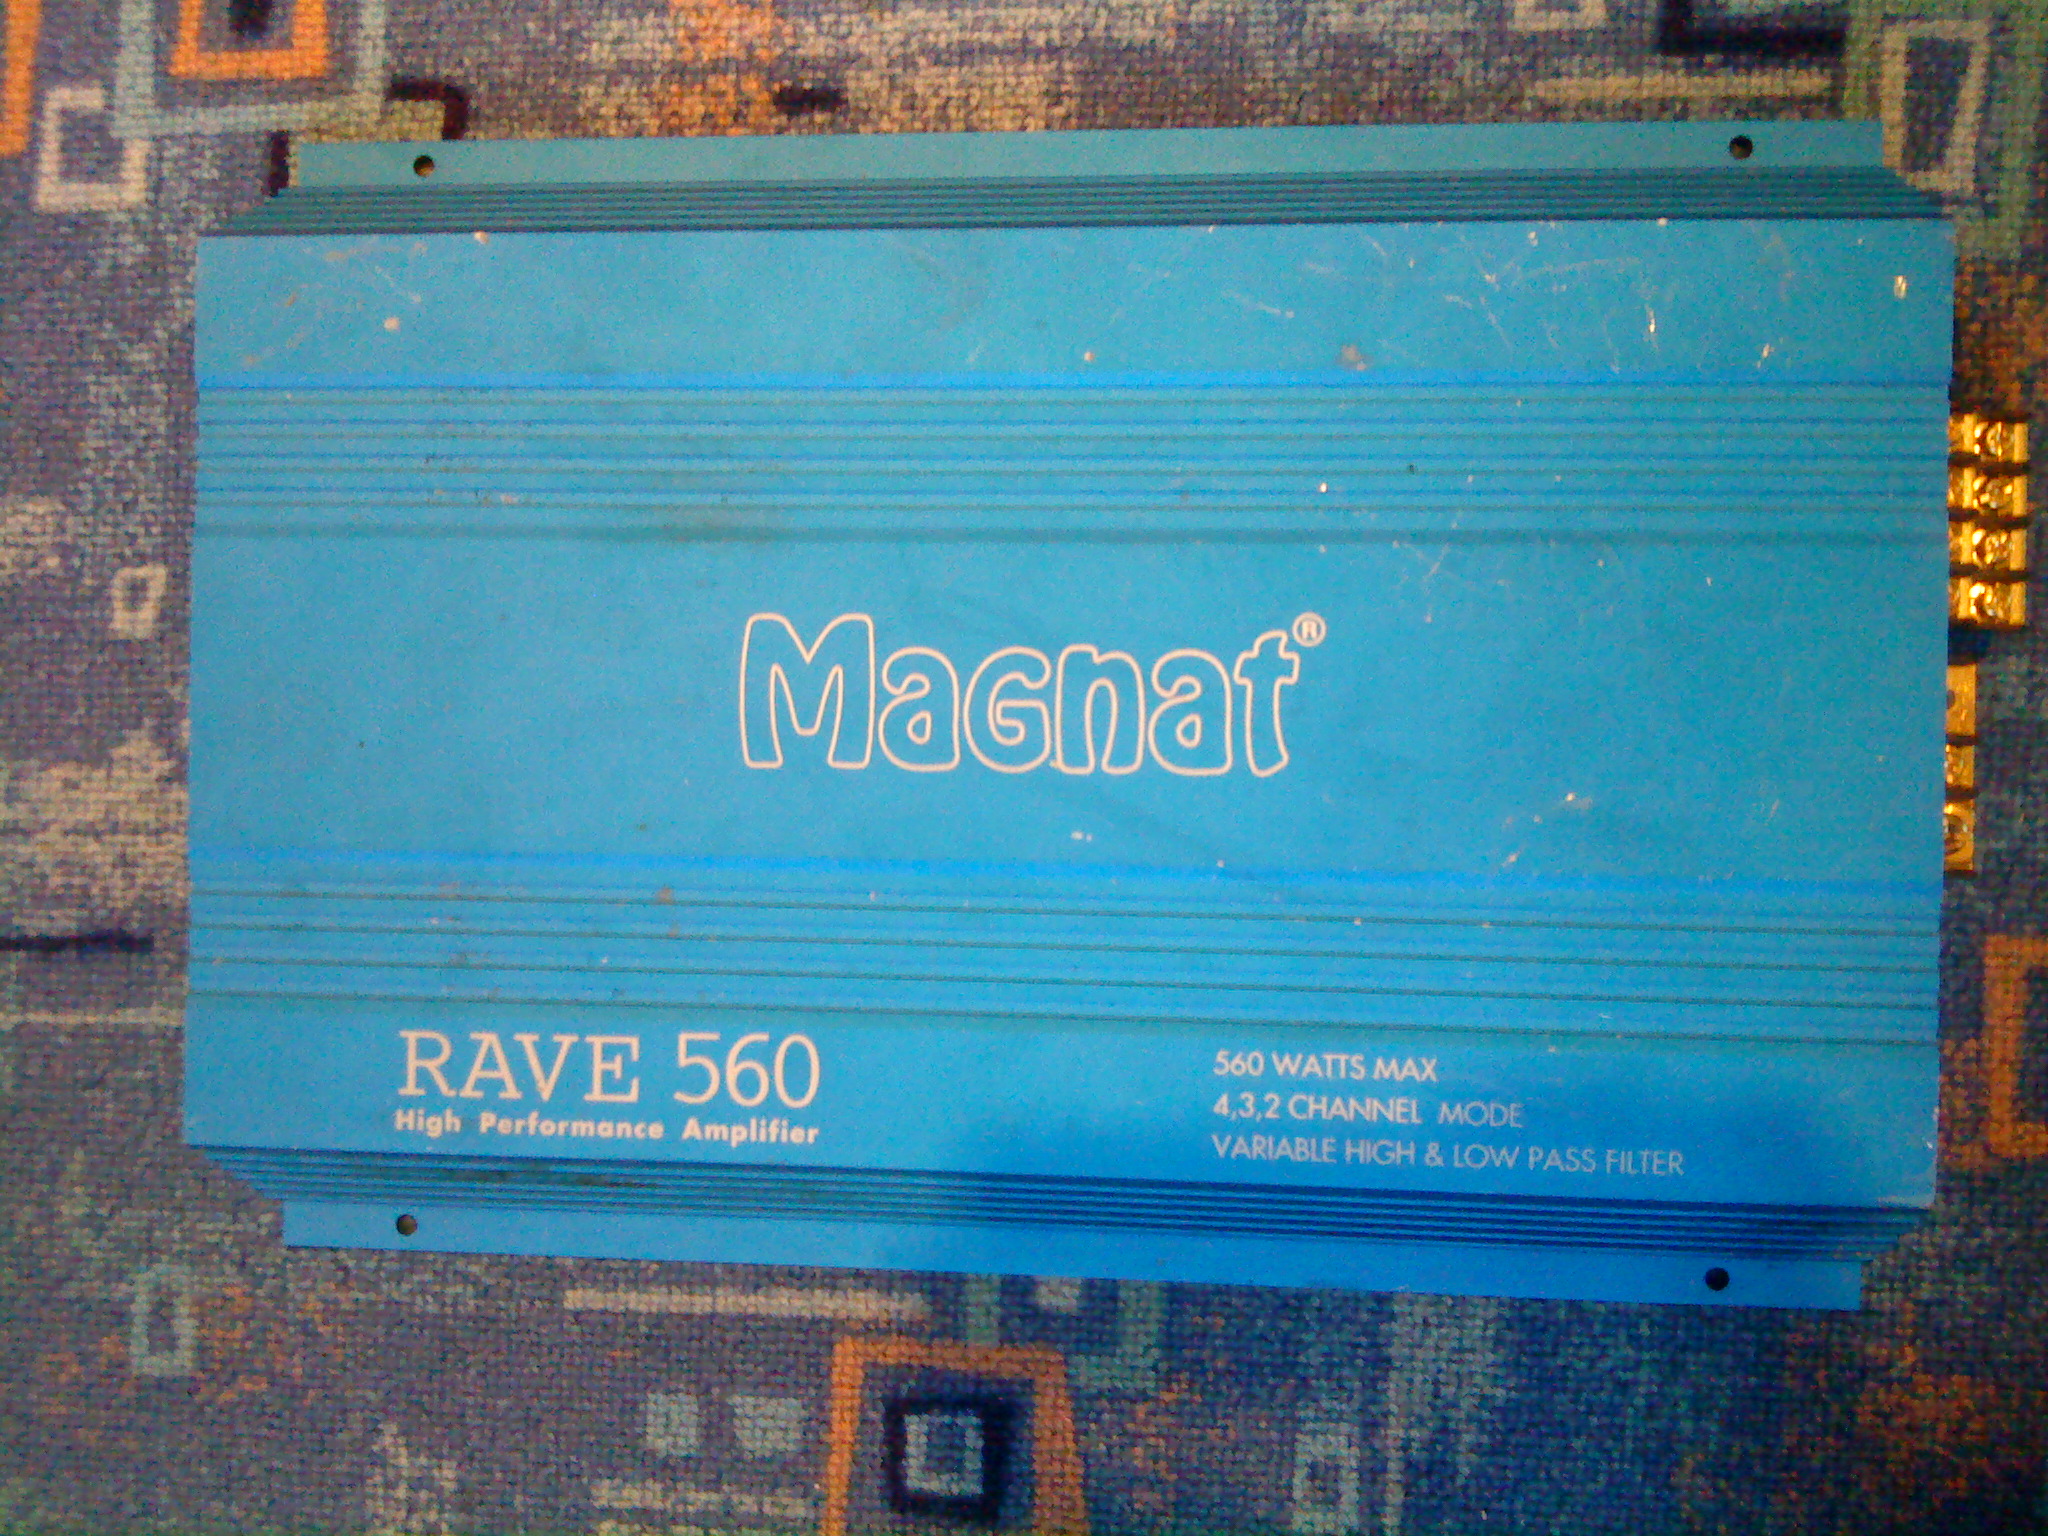 Magnat®
RAVE 560
High Performance Amplifier
560 WATTS MAX
4,3,2 CHANNEL MODE
VARIABLE HIGH & LOW PASS FILTER